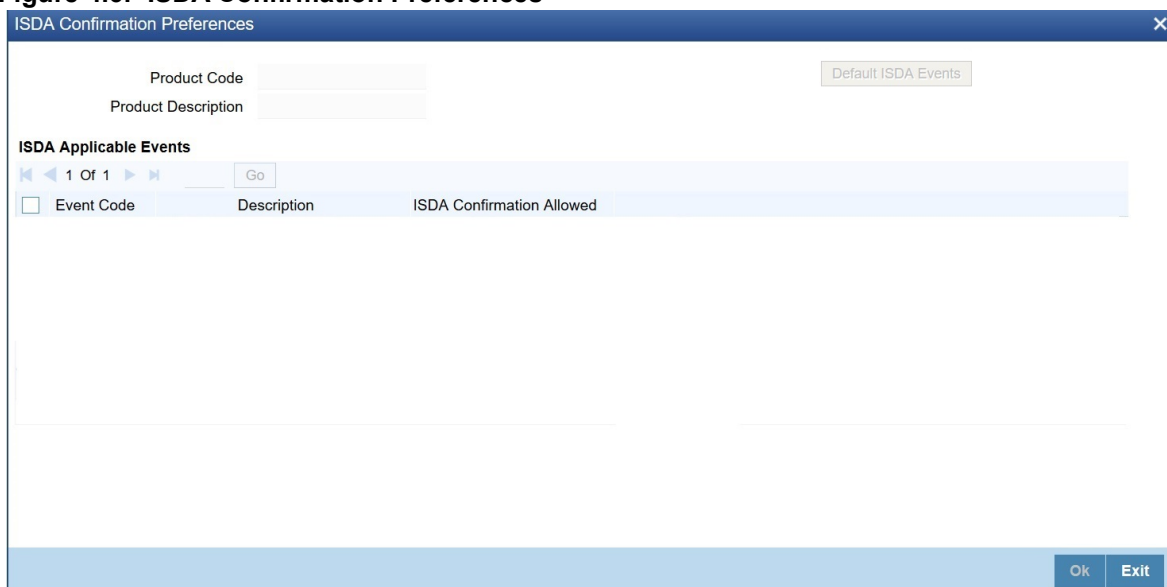 ISDA Confirmation Preferences
Product Code
Default ISDA Events
Product Description
ISDA Applicable Events
1 Of 1 Go
Event Code Description ISDA Confirmation Allowed
Ok Exit